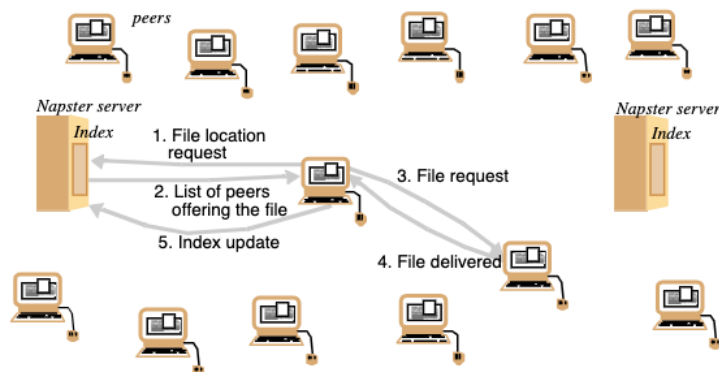 peers
Napster server
Index
Napster server
Index
1. File location
request
2. List of peers
offering the file
3. File request
5. Index update
4. File delivered